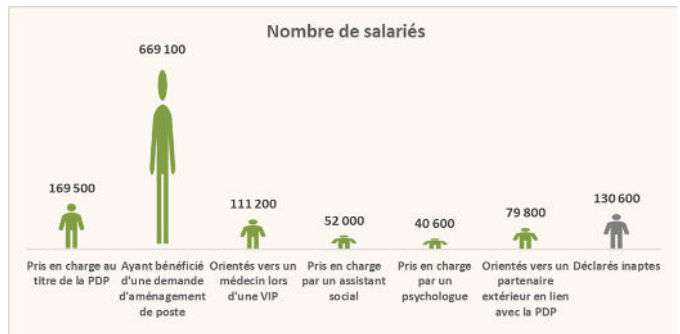 Nombre de salariés
669 100
169 500
111 200
52 000
40 600
79 800
130 600
Pris en charge au
titre de la PDP
Ayant bénéficié
d'une demande
d'aménagement
de poste
Orientés vers un
médecin lors
d'une VIP
Pris en charge
par un assistant
social
Pris en charge
par un
psychologue
Orientés vers un
partenaire
extérieur en lien
avec la PDP
Déclarés inaptes